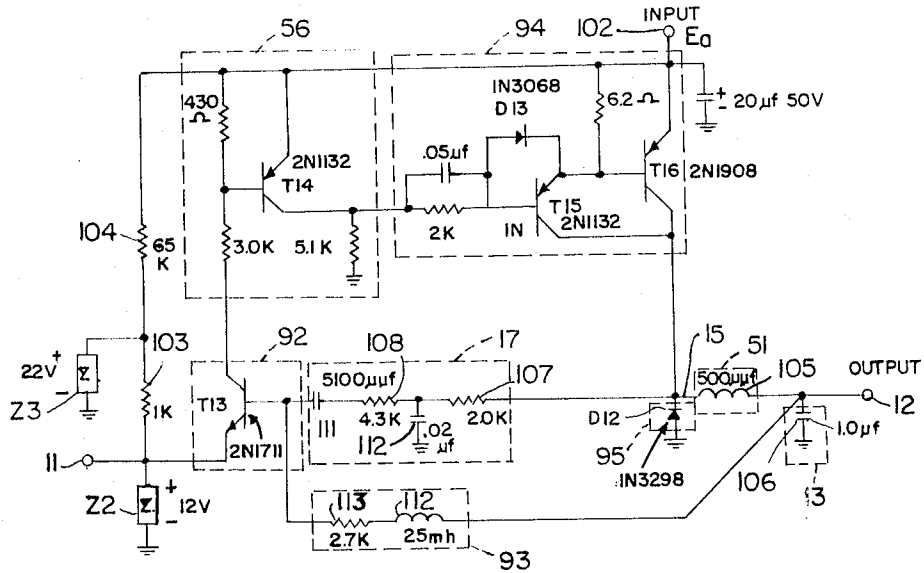 56
94
102
INPUT
Ea
430
Ω
IN3068
D13
6.2 Ω
+
-
20µf 50V
2N1132
T14
.05µf
T16
2N1908
T15
2N1132
104
65
K
3.0K
5.1K
2K
IN
103
92
108
17
15
51
22V
+
-
Z3
1K
T13
5100µµf
107
500µµf
105
OUTPUT
12
111
4.3K
2.0K
D12
2N1711
112
.02
µf
95
1N3298
106
1.0µf
13
11
Z2
+
-
12V
113
112
2.7K
25mh
93